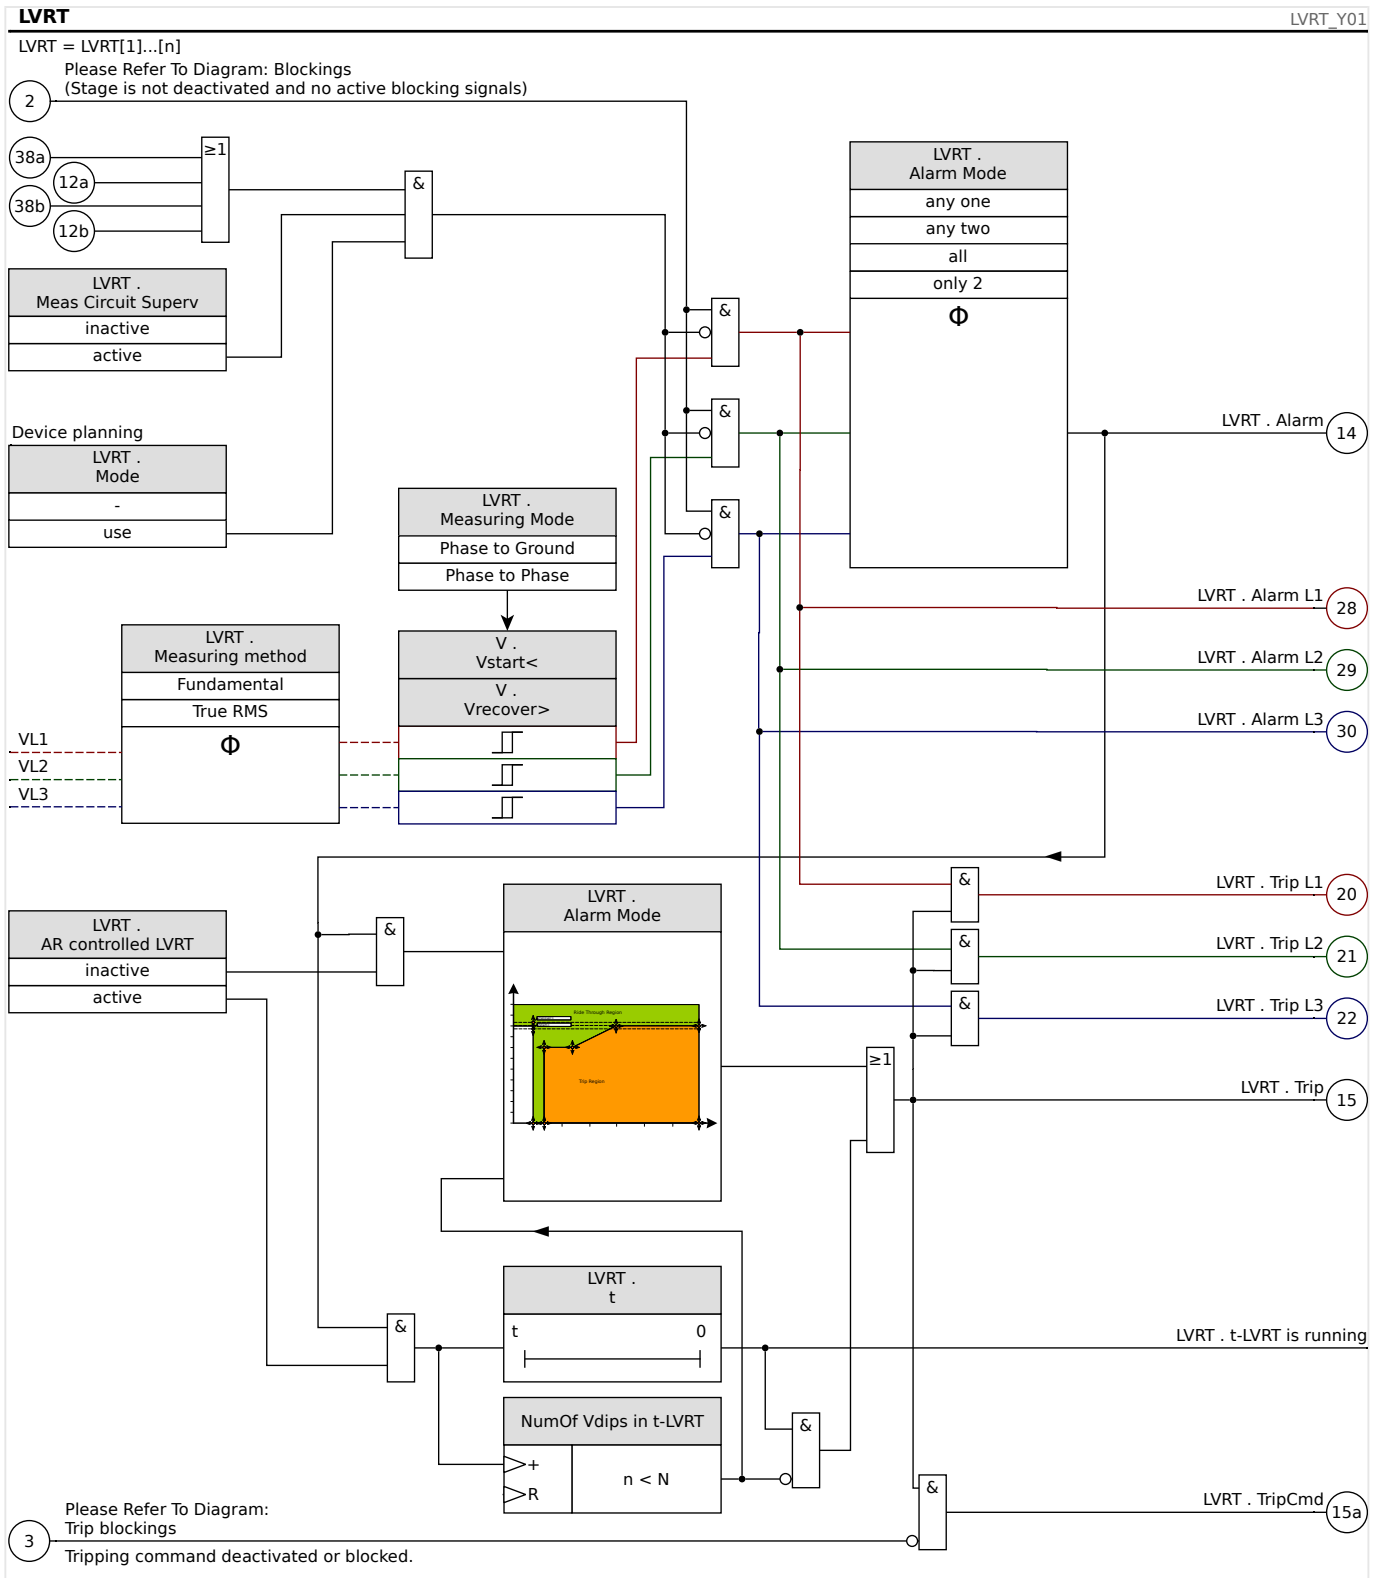 LVRT
LVRT_Y01
LVRT = LVRT[1]...[n]
Please Refer To Diagram: Blockings
(Stage is not deactivated and no active blocking signals)
2
38a
12a
38b
12b
≥1
&
LVRT .
Meas Circuit Superv
inactive
active
Device planning
LVRT .
Mode
-
use
LVRT .
Alarm Mode
any one
any two
all
only 2
Φ
&
&
&
LVRT . Alarm
14
LVRT .
Measuring Mode
Phase to Ground
Phase to Phase
LVRT .
Measuring method
Fundamental
True RMS
Φ
VL1
VL2
VL3
V .
Vstart<
V .
Vrecover>
LVRT . Alarm L1
28
LVRT . Alarm L2
29
LVRT . Alarm L3
30
LVRT .
AR controlled LVRT
inactive
active
&
LVRT .
Alarm Mode
Ride Through Region
Trip Region
&
LVRT . Trip L1
20
&
LVRT . Trip L2
21
&
LVRT . Trip L3
22
≥1
LVRT . Trip
15
&
LVRT .
t
t
0
LVRT . t-LVRT is running
NumOf Vdips in t-LVRT
+
R
n < N
&
&
LVRT . TripCmd
15a
Please Refer To Diagram:
Trip blockings
3
Tripping command deactivated or blocked.